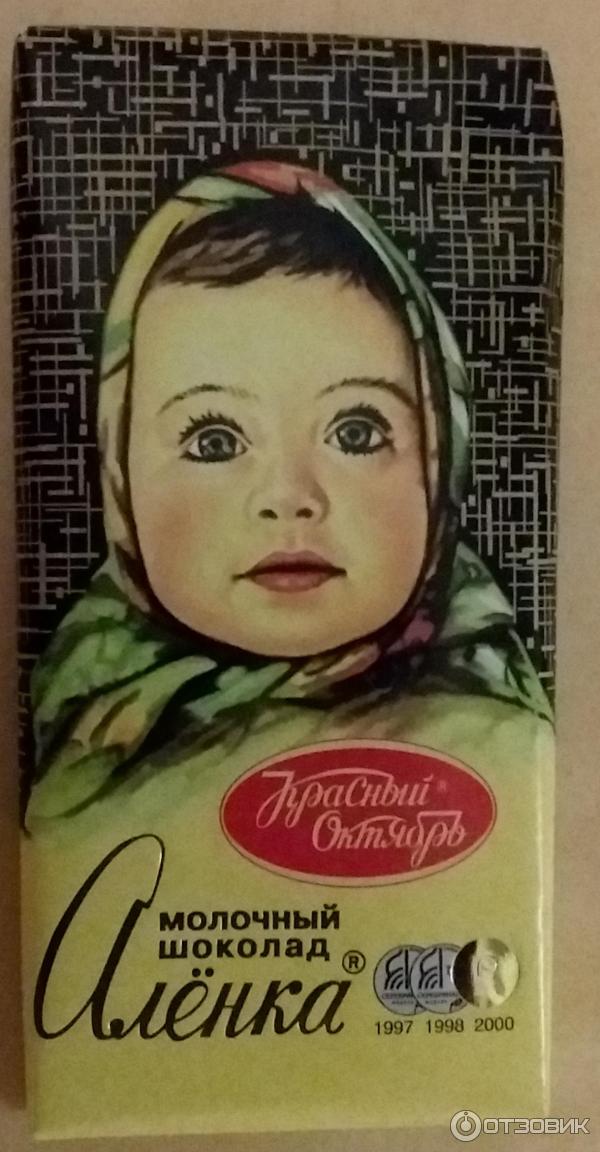 Красный®
Октябрь
молочный
шоколад
Алёнка®
1997 1998 2000
ОТЗОВИК